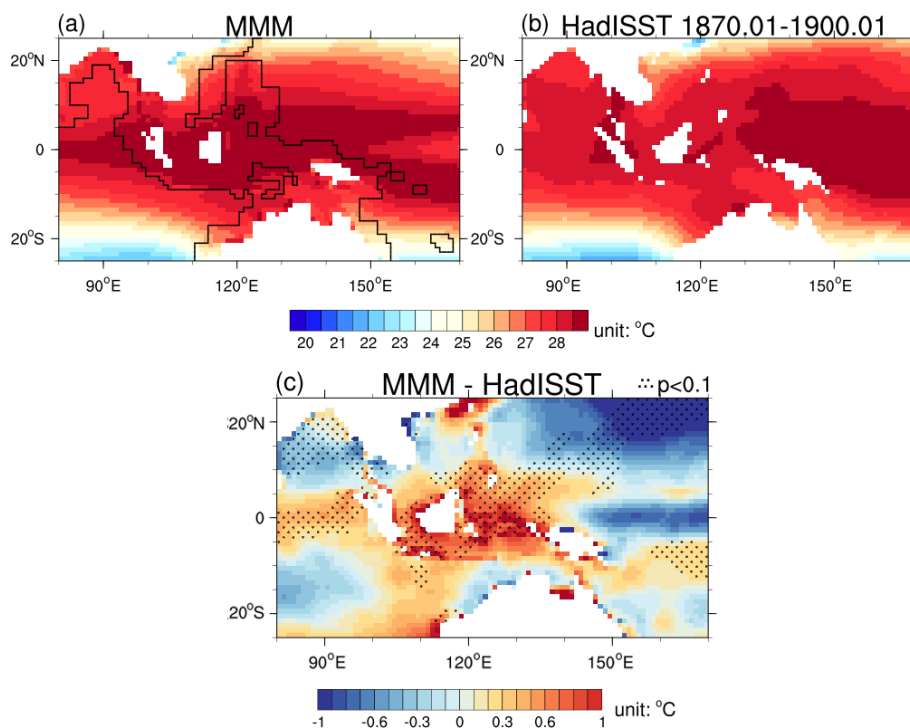 (a) MMM (b) HadISST 1870.01-1900.01
20°N 20°N
0 0
20°S 20°S
90°E 120°E 150°E 90°E 120°E 150°E
20 21 22 23 24 25 26 27 28 unit: °C
(c) MMM - HadISST p<0.1
20°N
0
20°S
90°E 120°E 150°E
-1 -0.6 -0.3 0 0.3 0.6 1 unit: °C